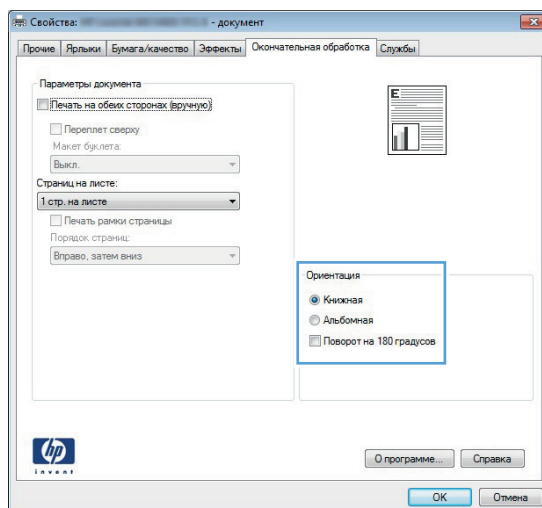 Свойства: - документ
Прочие Ярлыки Бумага/качество Эффекты Окончательная обработка Службы
Параметры документа
Печать на обеих сторонах (вручную)
Переплет сверху
Макет буклета:
Выкл.
Страниц на листе:
1 стр. на листе
Печать рамки страницы
Порядок страниц:
Вправо, затем вниз
E
Ориентация
Книжная
Альбомная
Поворот на 180 градусов
hp
invent
О программе... Справка
OK Отмена